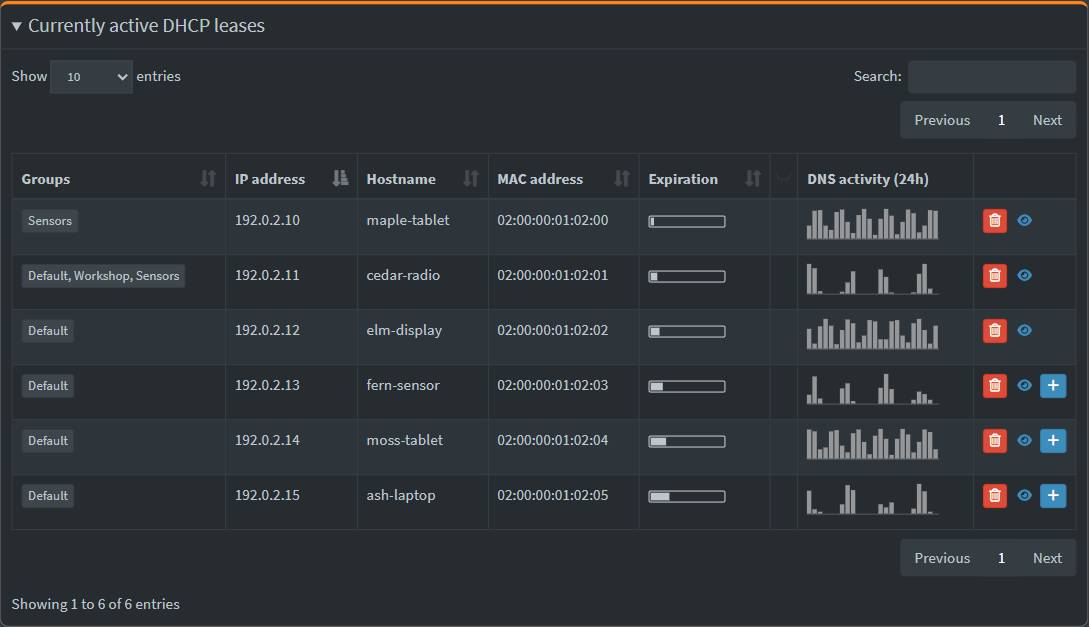 Currently active DHCP leases
Show 10 entries Search:
Previous 1 Next
Groups IP address Hostname MAC address Expiration DNS activity (24h)
Sensors 192.0.2.10 maple-tablet 02:00:00:01:02:00
Default, Workshop, Sensors 192.0.2.11 cedar-radio 02:00:00:01:02:01
Default 192.0.2.12 elm-display 02:00:00:01:02:02
Default 192.0.2.13 fern-sensor 02:00:00:01:02:03
Default 192.0.2.14 moss-tablet 02:00:00:01:02:04
Default 192.0.2.15 ash-laptop 02:00:00:01:02:05
Previous 1 Next
Showing 1 to 6 of 6 entries